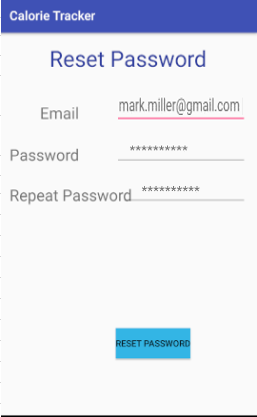 Calorie Tracker
Reset Password
Email mark.miller@gmail.com
Password **********
Repeat Password **********
RESET PASSWORD